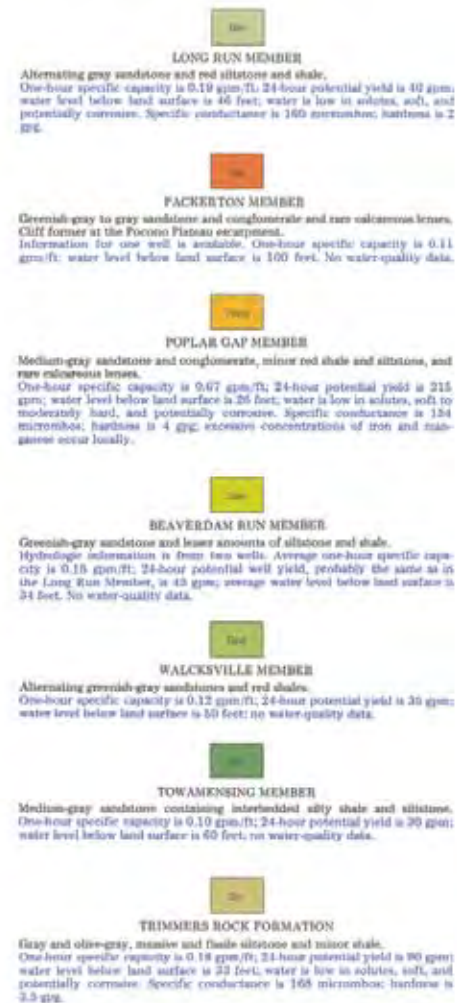 LONG RUN MEMBER
Alternating gray sandstone and red siltstone and shale.
One-hour specific capacity is 0.19 gpm/ft; 24-hour potential yield is 40 gpm;
water level below land surface is 46 feet; water is low in solutes, soft, and
potentially corrosive. Specific conductance is 160 micromhos; hardness is 2
gpg.
PACKERTON MEMBER
Greenish-gray to gray sandstone and conglomerate and rare calcareous lenses.
Cliff former at the Pocono Plateau escarpment.
Information for one well is available. One-hour specific capacity is 0.11
gpm/ft; water level below land surface is 100 feet. No water-quality data.
POPLAR GAP MEMBER
Medium-gray sandstone and conglomerate, minor red shale and siltstone, and
rare calcareous lenses.
One-hour specific capacity is 0.67 gpm/ft; 24-hour potential yield is 215
gpm; water level below land surface is 26 feet; water is low in solutes, soft to
moderately hard, and potentially corrosive. Specific conductance is 134
micromhos; hardness is 4 gpg; excessive concentrations of iron and man-
ganese occur locally.
BEAVERDAM RUN MEMBER
Greenish-gray sandstone and lesser amounts of siltstone and shale.
Hydrologic information is from two wells. Average one-hour specific capa-
city is 0.15 gpm/ft; 24-hour potential well yield, probably the same as in
the Long Run Member, is 45 gpm; average water level below land surface is
34 feet. No water-quality data.
WALCKSVILLE MEMBER
Alternating greenish-gray sandstones and red shales.
One-hour specific capacity is 0.12 gpm/ft; 24-hour potential yield is 35 gpm;
water level below land surface is 50 feet; no water-quality data.
TOWAMENSING MEMBER
Medium-gray sandstone containing interbedded silty shale and siltstone.
One-hour specific capacity is 0.10 gpm/ft; 24-hour potential yield is 30 gpm;
water level below land surface is 60 feet, no water-quality data.
TRIMMERS ROCK FORMATION
Gray and olive-gray, massive and fissile siltstone and minor shale.
One-hour specific capacity is 0.18 gpm/ft; 24-hour potential yield is 90 gpm;
water level below land surface is 33 feet, water is low in solutes, soft, and
potentially corrosive. Specific conductance is 168 micromhos; hardness is
3.5 gpg.